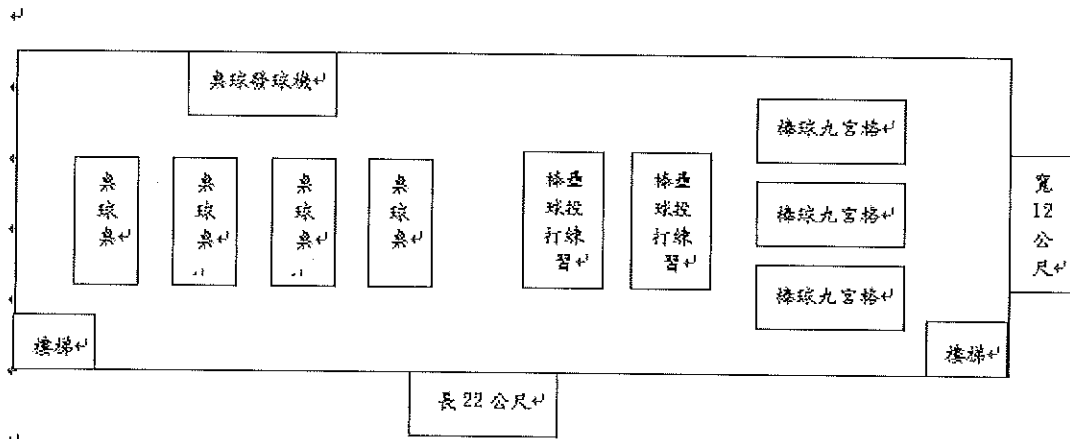 桌球發球機
桌球桌
桌球桌
桌球桌
桌球桌
棒壘
球投
打練
習
棒壘
球投
打練
習
棒球九宮格
棒球九宮格
棒球九宮格
寬12公尺
樓梯
樓梯
長22公尺